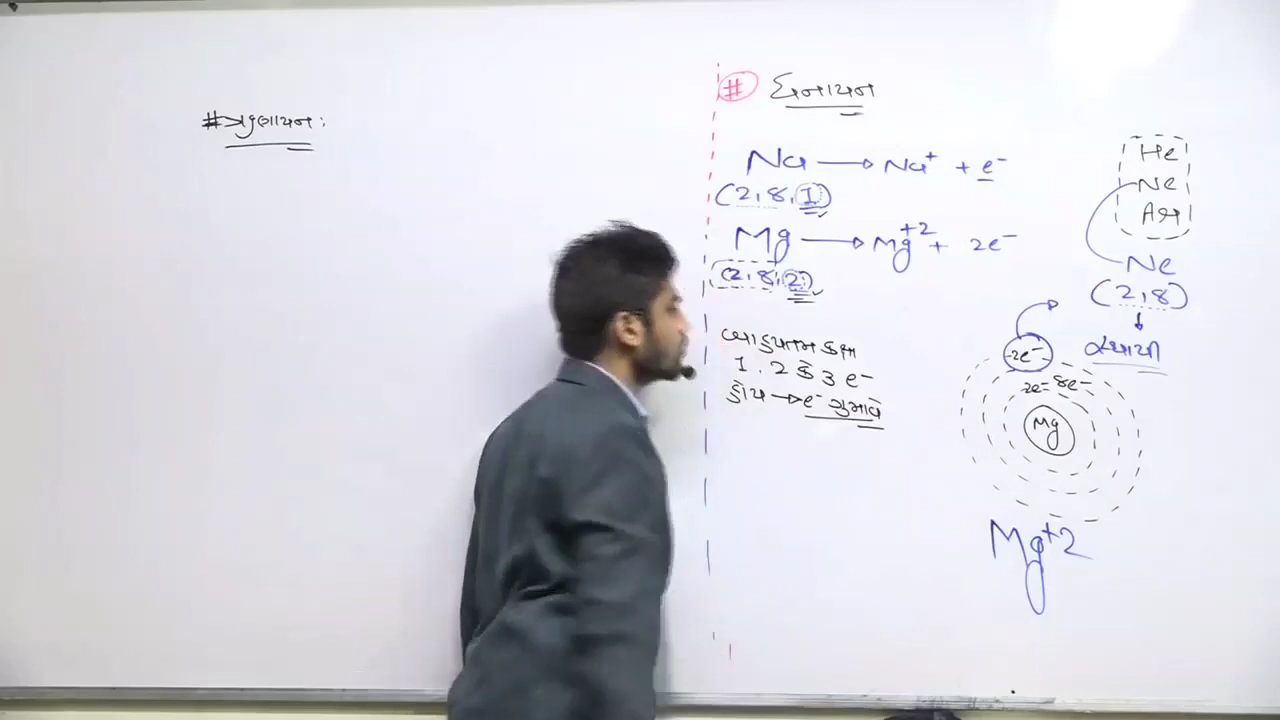 # ઋણાયન:
# ધનાયન
Na → Na⁺ + e⁻
(2, 8, 1)
Mg → Mg⁺² + 2e⁻
(2, 8, 2)
બાહ્યતમ કક્ષા
1, 2 કે 3 e⁻
હોય → e⁻ ગુમાવે
He
Ne
Ar
Ne
(2, 8)
↓
સ્થાયી
2e⁻
2e⁻ 8e⁻
Mg
Mg⁺²